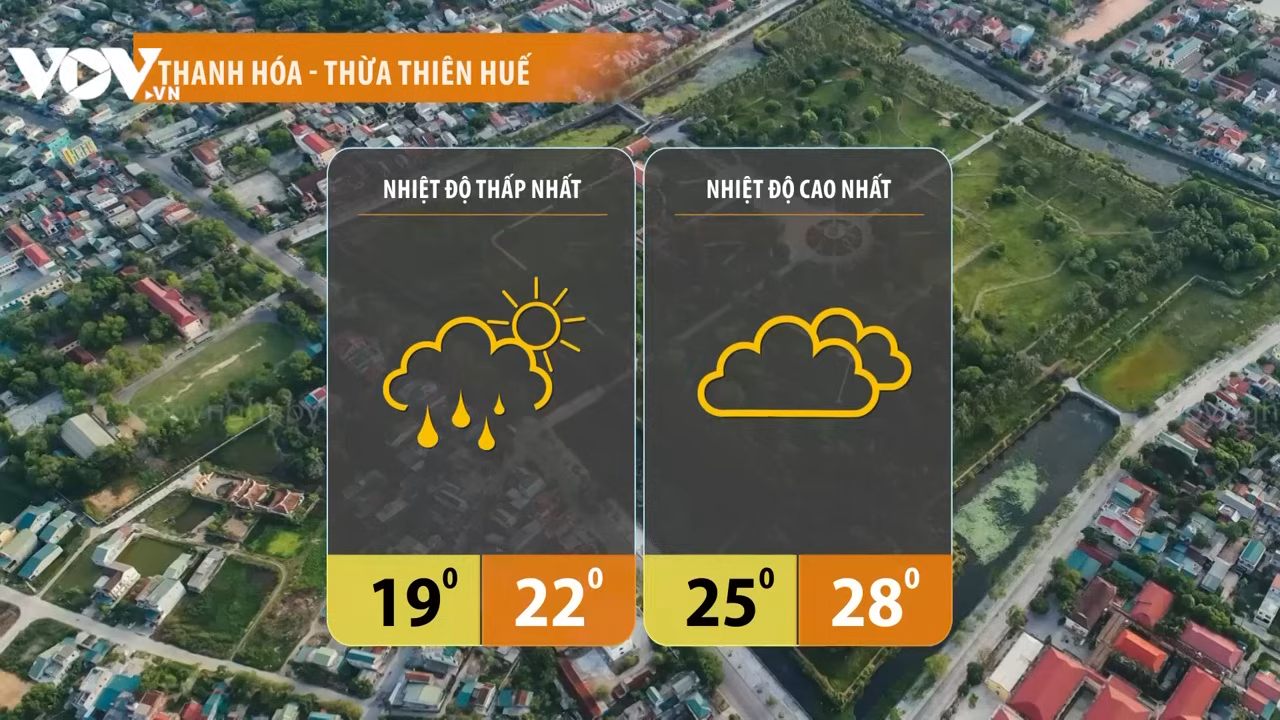 VOV
.VN
THANH HÓA - THỪA THIÊN HUẾ
NHIỆT ĐỘ THẤP NHẤT
NHIỆT ĐỘ CAO NHẤT
19⁰ 22⁰
25⁰ 28⁰